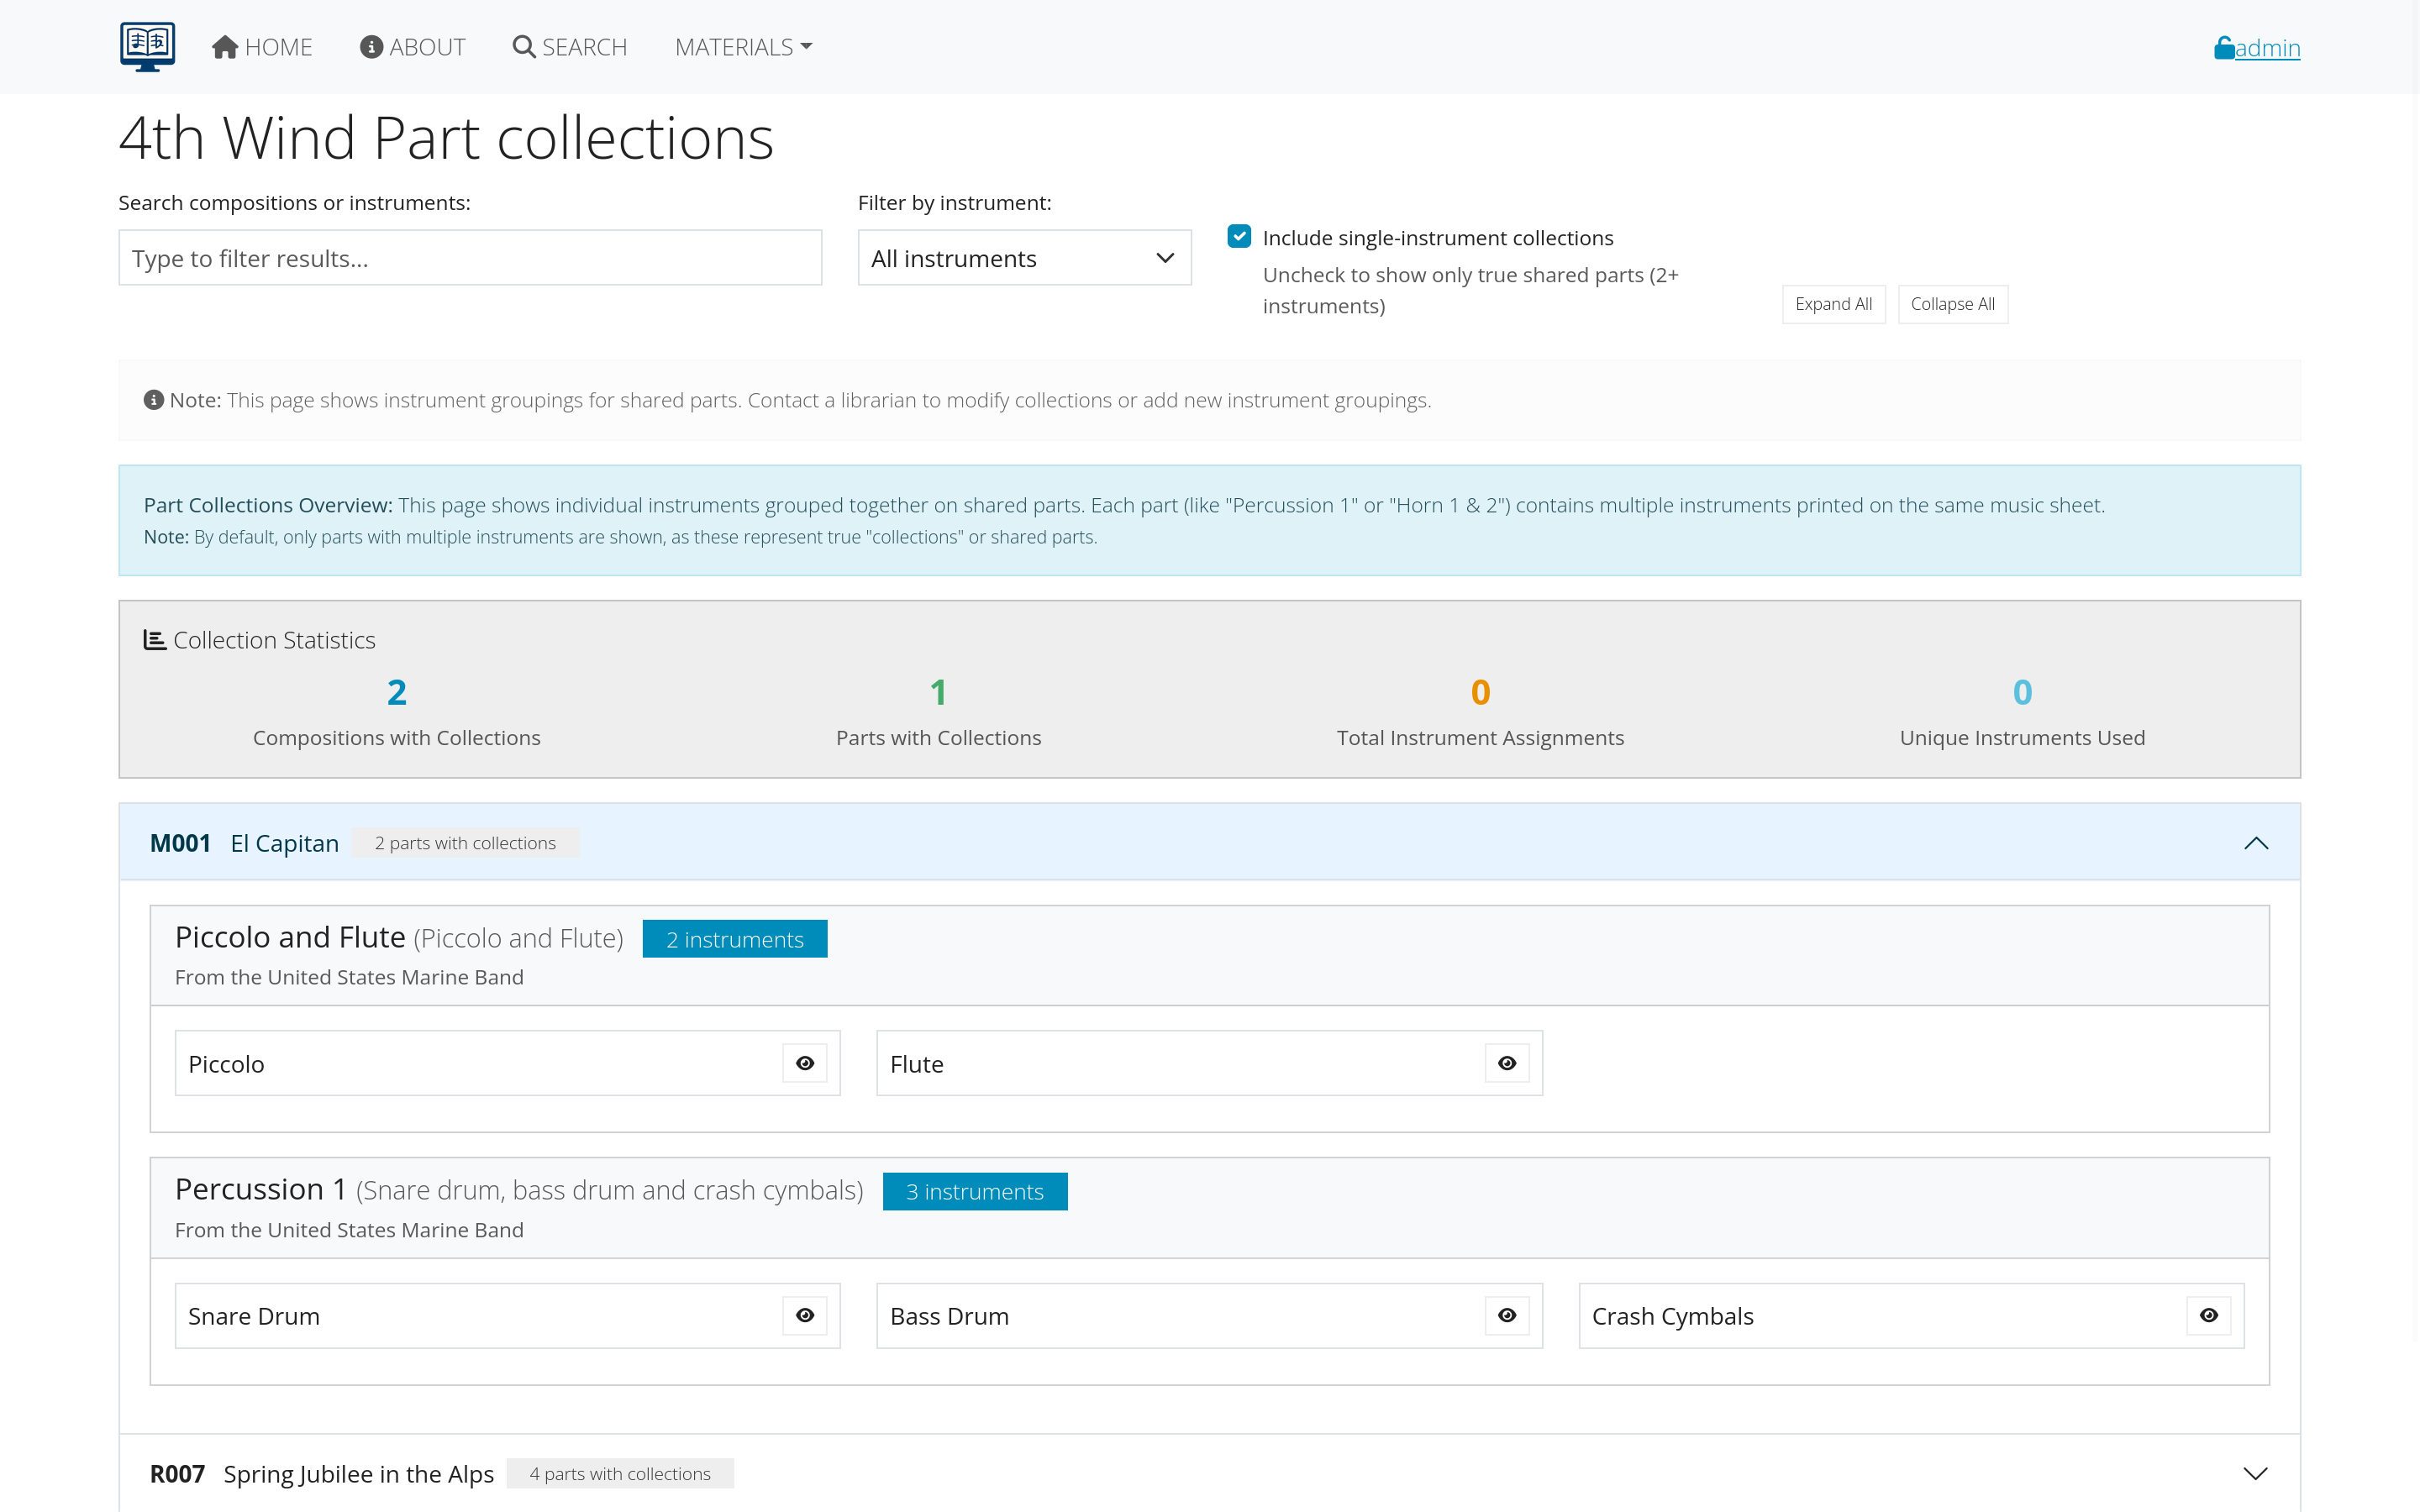 HOME ABOUT SEARCH MATERIALS admin
4th Wind Part collections
Search compositions or instruments:
Type to filter results...
Filter by instrument:
All instruments
Include single-instrument collections
Uncheck to show only true shared parts (2+
instruments)
Expand All Collapse All
Note: This page shows instrument groupings for shared parts. Contact a librarian to modify collections or add new instrument groupings.
Part Collections Overview: This page shows individual instruments grouped together on shared parts. Each part (like "Percussion 1" or "Horn 1 & 2") contains multiple instruments printed on the same music sheet.
Note: By default, only parts with multiple instruments are shown, as these represent true "collections" or shared parts.
Collection Statistics
2
Compositions with Collections
1
Parts with Collections
0
Total Instrument Assignments
0
Unique Instruments Used
M001 El Capitan 2 parts with collections
Piccolo and Flute (Piccolo and Flute) 2 instruments
From the United States Marine Band
Piccolo Flute
Percussion 1 (Snare drum, bass drum and crash cymbals) 3 instruments
From the United States Marine Band
Snare Drum Bass Drum Crash Cymbals
R007 Spring Jubilee in the Alps 4 parts with collections